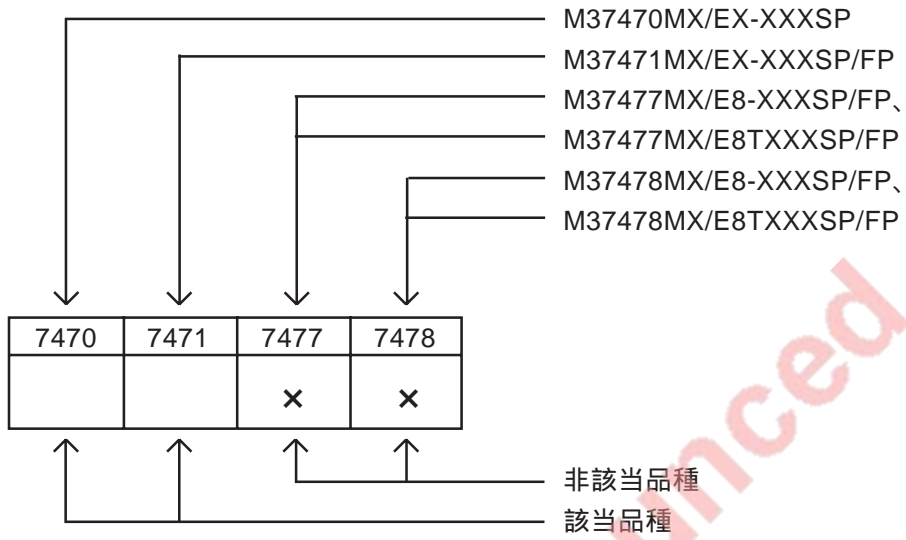 M37470MX/EX-XXXSP
M37471MX/EX-XXXSP/FP
M37477MX/E8-XXXSP/FP、
M37477MX/E8TXXXSP/FP
M37478MX/E8-XXXSP/FP、
M37478MX/E8TXXXSP/FP
7470 7471 7477 7478
× ×
非該当品種
該当品種
unced